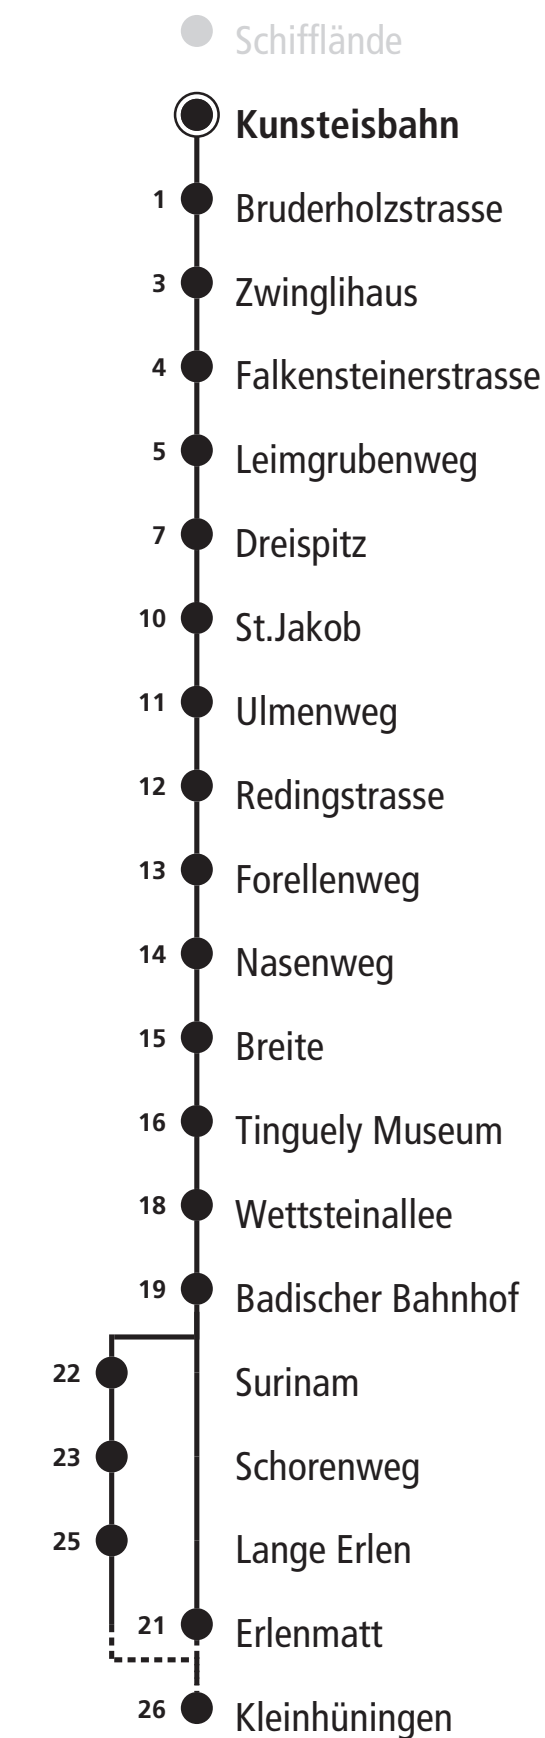 Schifflände
Kunsteisbahn
1 Bruderholzstrasse
3 Zwinglihaus
4 Falkensteinerstrasse
5 Leimgrubenweg
7 Dreispitz
10 St.Jakob
11 Ulmenweg
12 Redingstrasse
13 Forellenweg
14 Nasenweg
15 Breite
16 Tinguely Museum
18 Wettsteinallee
19 Badischer Bahnhof
22 Surinam
23 Schorenweg
25 Lange Erlen
21 Erlenmatt
26 Kleinhüningen